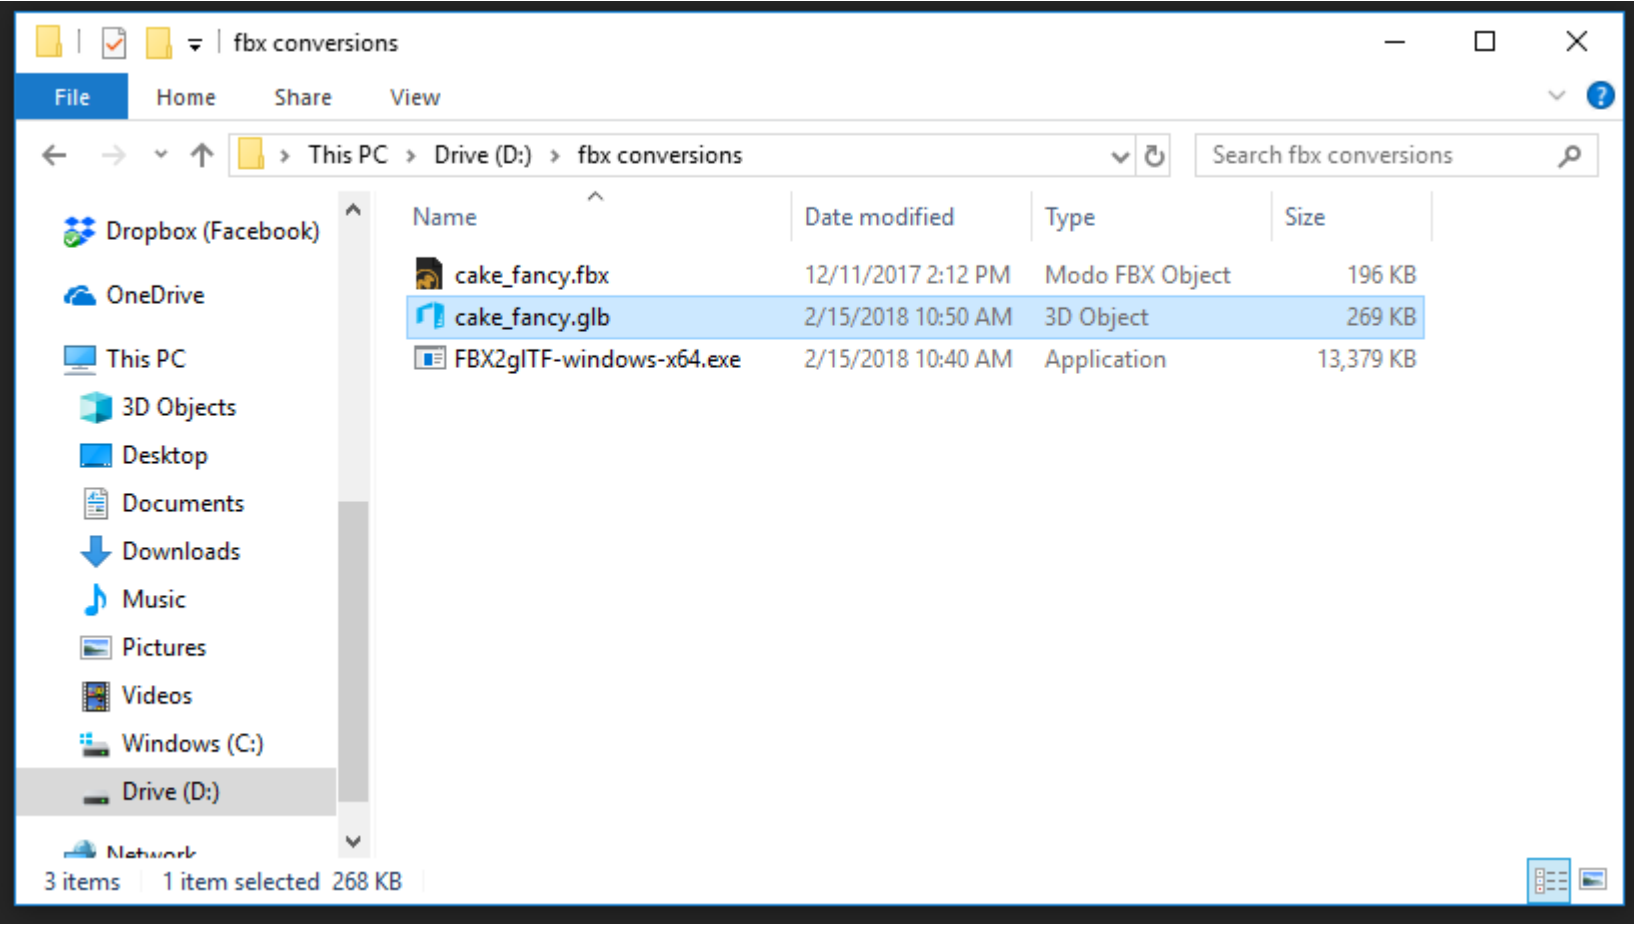 fbx conversions
File Home Share View
This PC Drive (D:) fbx conversions Search fbx conversions
Dropbox (Facebook)
OneDrive
This PC
3D Objects
Desktop
Documents
Downloads
Music
Pictures
Videos
Windows (C:)
Drive (D:)
Network
Name Date modified Type Size
cake_fancy.fbx 12/11/2017 2:12 PM Modo FBX Object 196 KB
cake_fancy.glb 2/15/2018 10:50 AM 3D Object 269 KB
FBX2glTF-windows-x64.exe 2/15/2018 10:40 AM Application 13,379 KB
3 items 1 item selected 268 KB